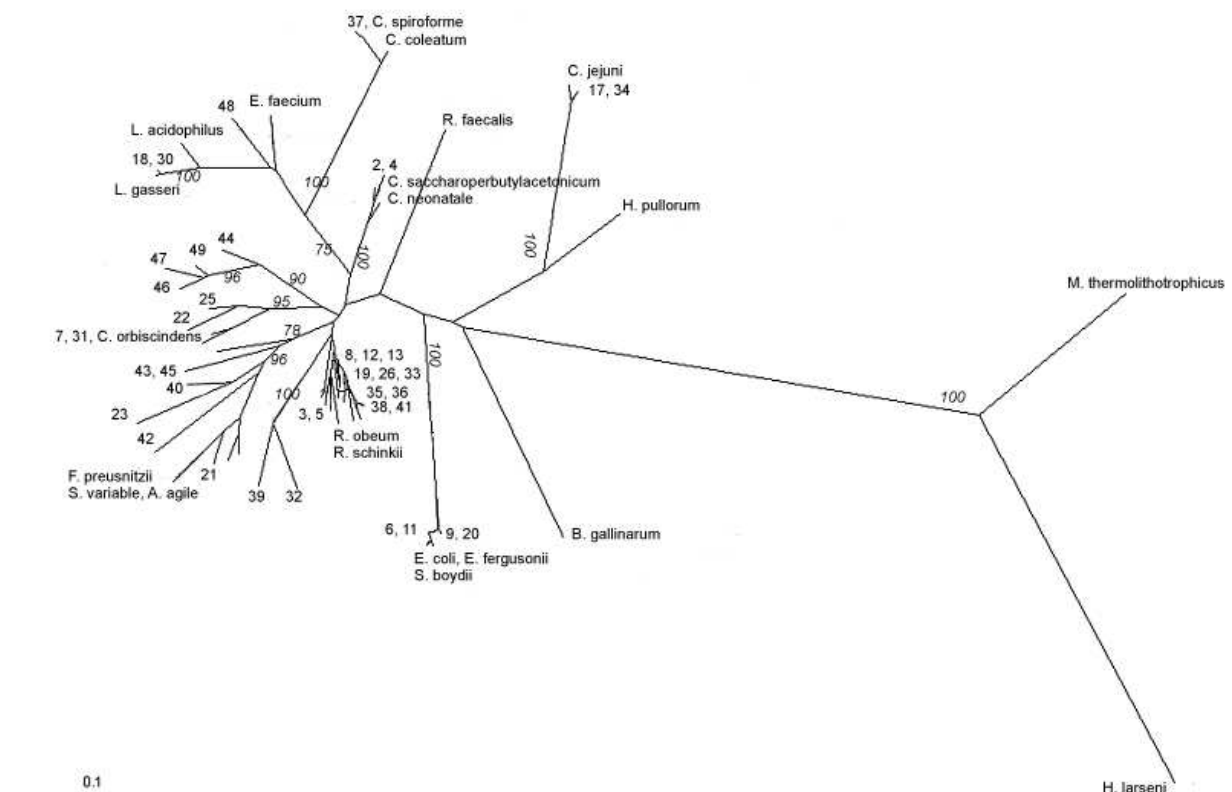 37, C. spiroforme
C. coleatum
C. jejuni
17, 34
48
E. faecium
R. faecalis
L. acidophilus
18, 30
100
L. gasseri
100
2, 4
C. saccharoperbutylacetonicum
C. neonatale
H. pullorum
44
49
47
96
46
90
75
100
100
M. thermolithotrophicus
25
95
22
7, 31, C. orbiscindens
78
96
43, 45
40
100
8, 12, 13
19, 26, 33
35, 36
38, 41
3, 5
100
100
23
42
R. obeum
R. schinkii
F. preusnitzii
S. variable, A. agile
21
39
32
6, 11
9, 20
E. coli, E. fergusonii
S. boydii
B. gallinarum
0.1
H. larseni